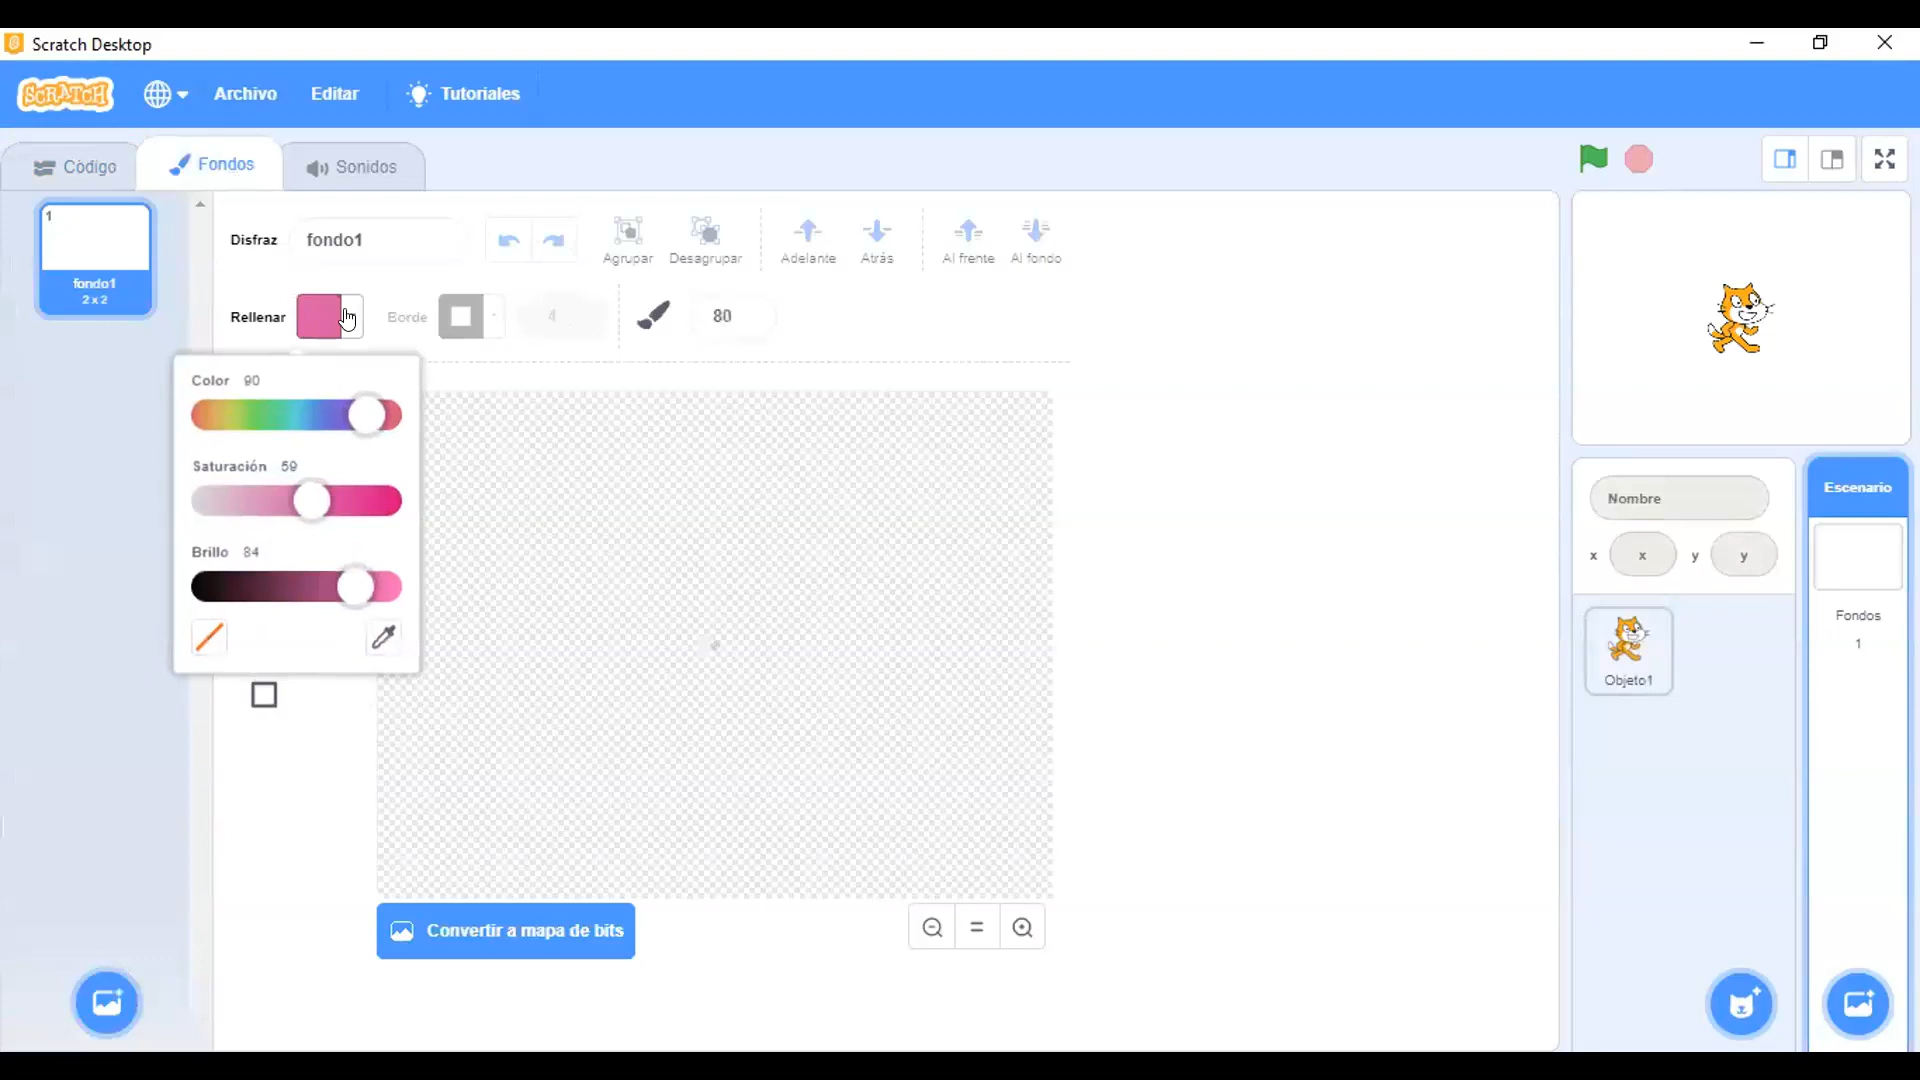 Scratch Desktop
SCRATCH
Archivo
Editar
Tutoriales
Código
Fondos
Sonidos
1
fondo1
2 x 2
Disfraz
fondo1
Agrupar
Desagrupar
Adelante
Atrás
Al frente
Al fondo
Rellenar
Borde
4
80
Color 90
Saturación 59
Brillo 84
Convertir a mapa de bits
Nombre
x
x
y
y
Objeto1
Escenario
Fondos
1